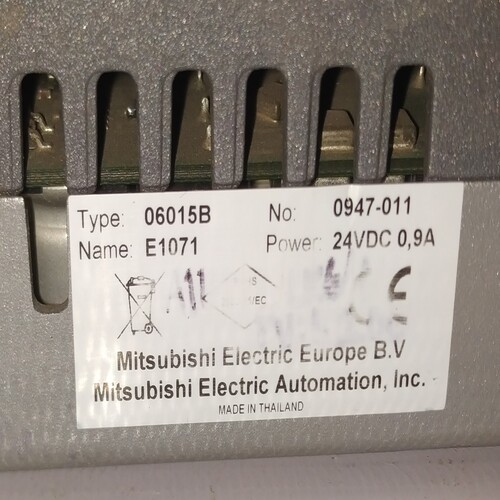 Type: 06015B No: 0947-011
Name: E1071 Power: 24VDC 0,9A
CE
Mitsubishi Electric Europe B.V
Mitsubishi Electric Automation, Inc.
MADE IN THAILAND